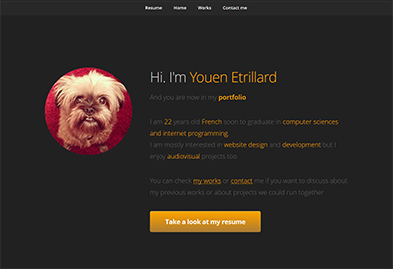 Resume Home Works Contact me
Hi. I'm Youen Etrillard
And you are now in my portfolio
I am 22 years old French soon to graduate in computer sciences
and internet programming.
I am mostly interested in website design and development but I
enjoy audiovisual projects too.
You can check my works or contact me if you want to discuss about
my previous works or about projects we could run together.
Take a look at my resume